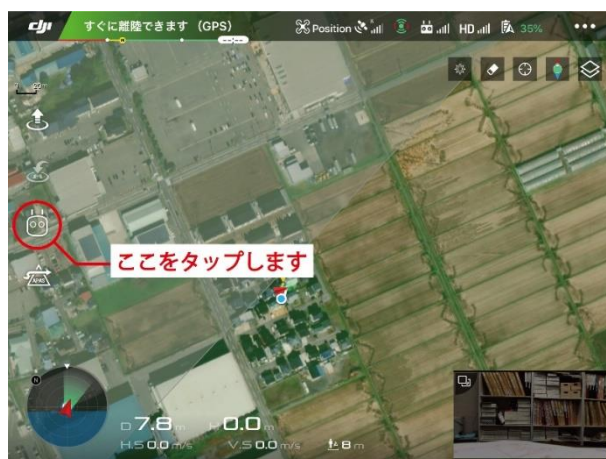 dji
すぐに離陸できます (GPS)
Position
HD
35%
ここをタップします
N
D 7.8 m
H 0.0 m
H.S 0.0 m/s
V.S 0.0 m/s
8 m